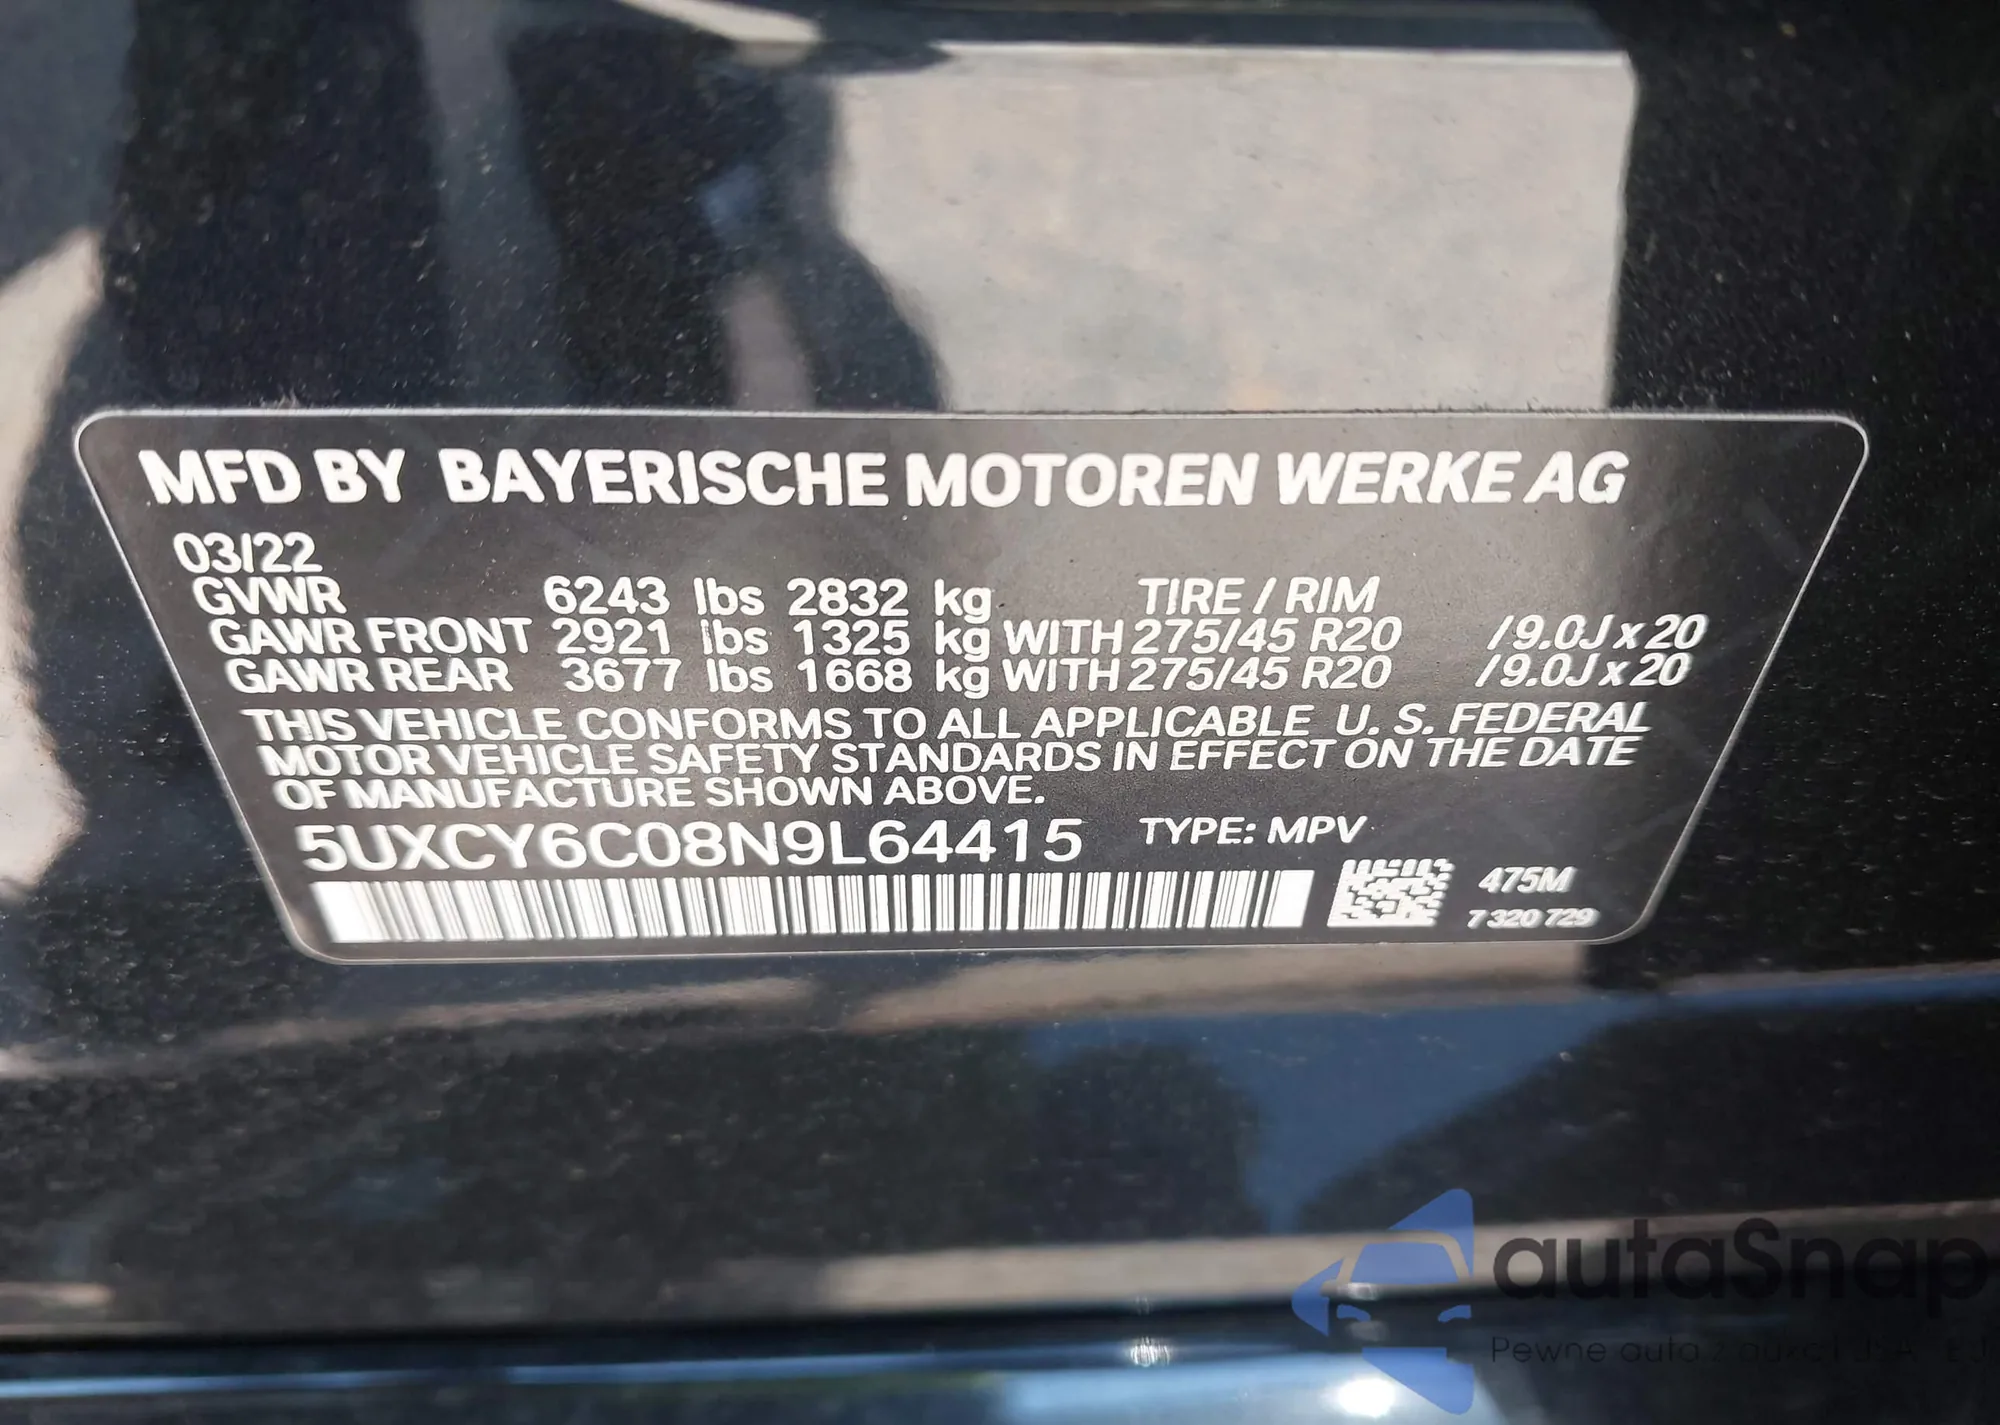 MFD BY BAYERISCHE MOTOREN WERKE AG
03/22
GVWR 6243 lbs 2832 kg TIRE / RIM
GAWR FRONT 2921 lbs 1325 kg WITH 275/45 R20 / 9.0J x 20
GAWR REAR 3677 lbs 1668 kg WITH 275/45 R20 / 9.0J x 20
THIS VEHICLE CONFORMS TO ALL APPLICABLE U. S. FEDERAL
MOTOR VEHICLE SAFETY STANDARDS IN EFFECT ON THE DATE
OF MANUFACTURE SHOWN ABOVE.
5UXCY6C08N9L64415 TYPE: MPV
475M
7 320 729
autaSnap
Pewne auta z aukcji